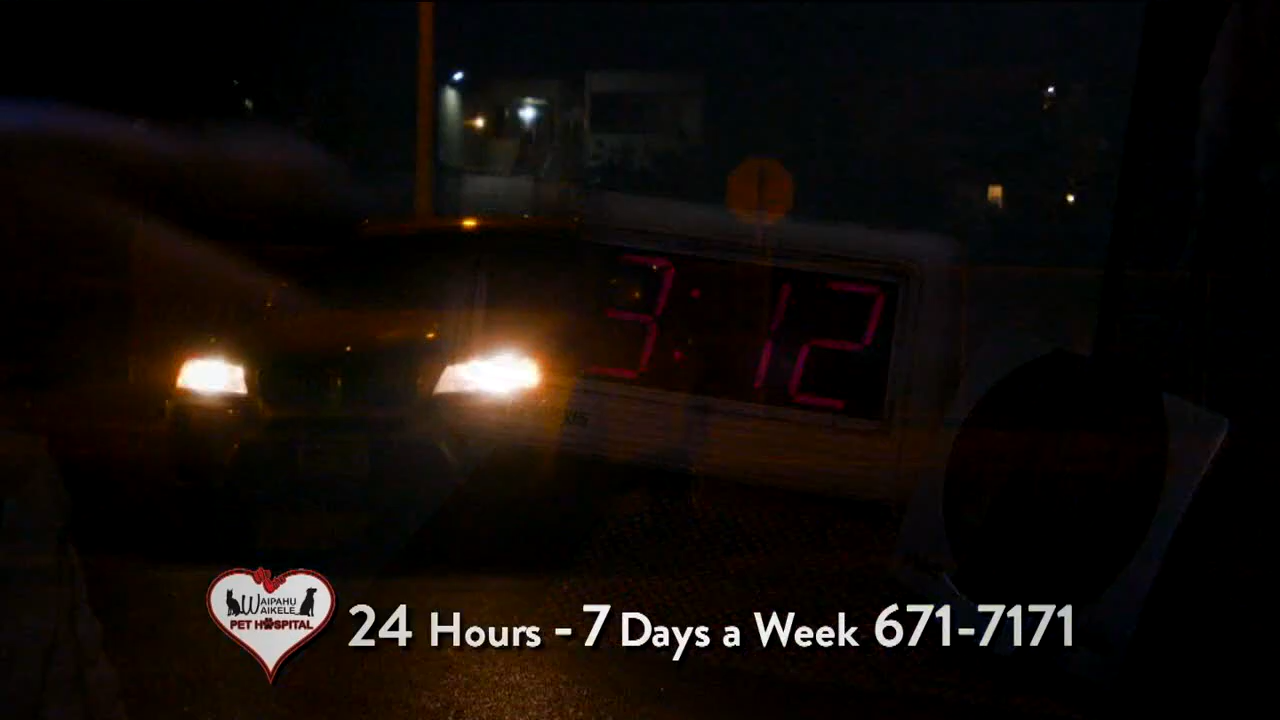 3:12
WAIPAHU
WAIKELE
PET HOSPITAL
24 Hours - 7 Days a Week 671-7171